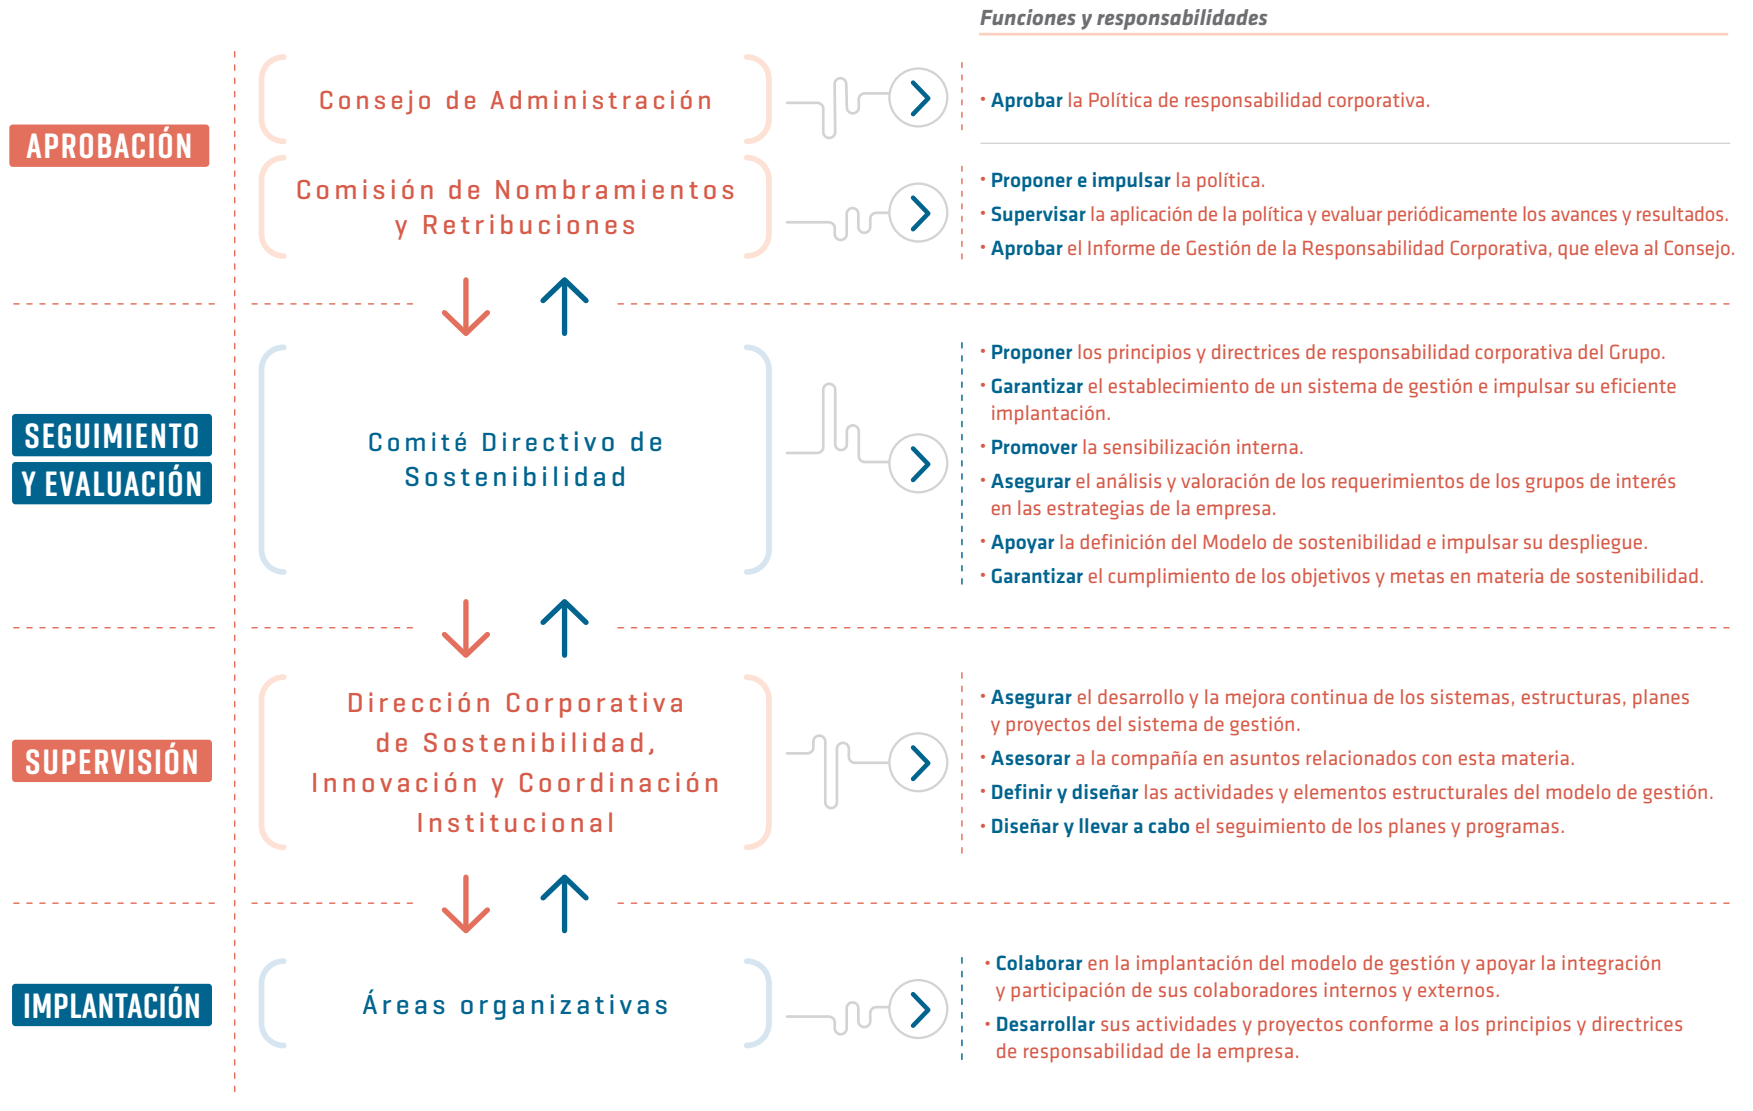 Funciones y responsabilidades
APROBACIÓN
Consejo de Administración
• Aprobar la Política de responsabilidad corporativa.
Comisión de Nombramientos
y Retribuciones
• Proponer e impulsar la política.
• Supervisar la aplicación de la política y evaluar periódicamente los avances y resultados.
• Aprobar el Informe de Gestión de la Responsabilidad Corporativa, que eleva al Consejo.
SEGUIMIENTO
Y EVALUACIÓN
Comité Directivo de
Sostenibilidad
• Proponer los principios y directrices de responsabilidad corporativa del Grupo.
• Garantizar el establecimiento de un sistema de gestión e impulsar su eficiente
implantación.
• Promover la sensibilización interna.
• Asegurar el análisis y valoración de los requerimientos de los grupos de interés
en las estrategias de la empresa.
• Apoyar la definición del Modelo de sostenibilidad e impulsar su despliegue.
• Garantizar el cumplimiento de los objetivos y metas en materia de sostenibilidad.
SUPERVISIÓN
Dirección Corporativa
de Sostenibilidad,
Innovación y Coordinación
Institucional
• Asegurar el desarrollo y la mejora continua de los sistemas, estructuras, planes
y proyectos del sistema de gestión.
• Asesorar a la compañía en asuntos relacionados con esta materia.
• Definir y diseñar las actividades y elementos estructurales del modelo de gestión.
• Diseñar y llevar a cabo el seguimiento de los planes y programas.
IMPLANTACIÓN
Áreas organizativas
• Colaborar en la implantación del modelo de gestión y apoyar la integración
y participación de sus colaboradores internos y externos.
• Desarrollar sus actividades y proyectos conforme a los principios y directrices
de responsabilidad de la empresa.